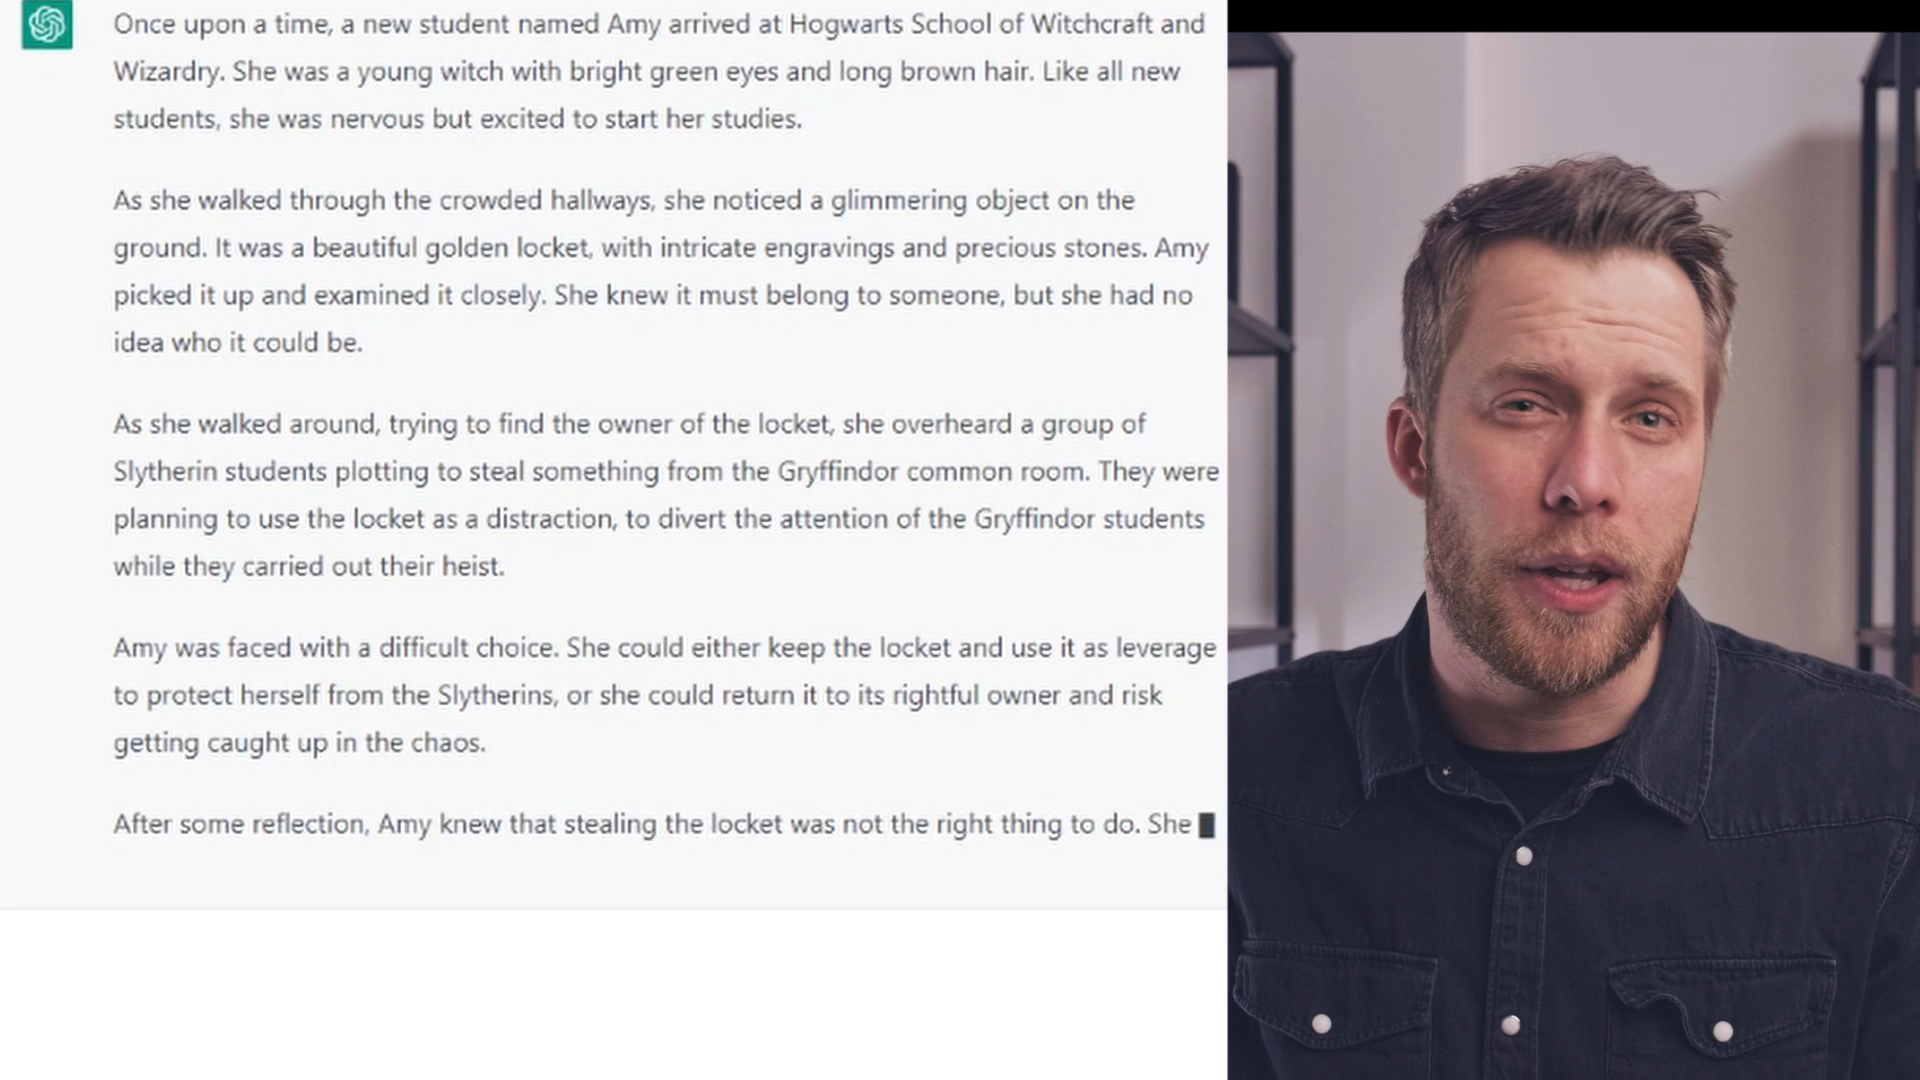 Once upon a time, a new student named Amy arrived at Hogwarts School of Witchcraft and
Wizardry. She was a young witch with bright green eyes and long brown hair. Like all new
students, she was nervous but excited to start her studies.
As she walked through the crowded hallways, she noticed a glimmering object on the
ground. It was a beautiful golden locket, with intricate engravings and precious stones. Amy
picked it up and examined it closely. She knew it must belong to someone, but she had no
idea who it could be.
As she walked around, trying to find the owner of the locket, she overheard a group of
Slytherin students plotting to steal something from the Gryffindor common room. They were
planning to use the locket as a distraction, to divert the attention of the Gryffindor students
while they carried out their heist.
Amy was faced with a difficult choice. She could either keep the locket and use it as leverage
to protect herself from the Slytherins, or she could return it to its rightful owner and risk
getting caught up in the chaos.
After some reflection, Amy knew that stealing the locket was not the right thing to do. She